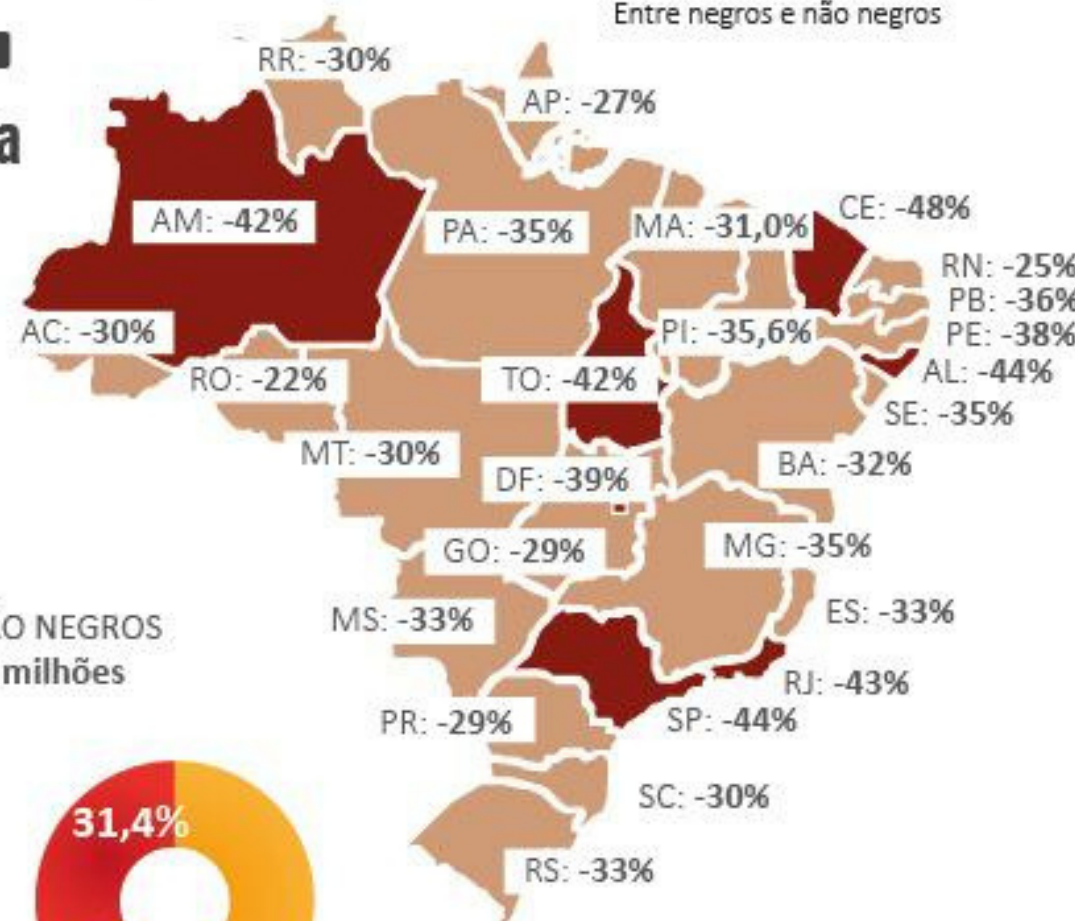 Entre negros e não negros
a
RR: -30%
AP: -27%
AM: -42%
PA: -35%
MA: -31,0%
CE: -48%
RN: -25%
PB: -36%
PE: -38%
AC: -30%
PI: -35,6%
RO: -22%
TO: -42%
AL: -44%
SE: -35%
MT: -30%
DF: -39%
BA: -32%
GO: -29%
MG: -35%
MS: -33%
ES: -33%
O NEGROS
milhões
RJ: -43%
PR: -29%
SP: -44%
SC: -30%
31,4%
RS: -33%